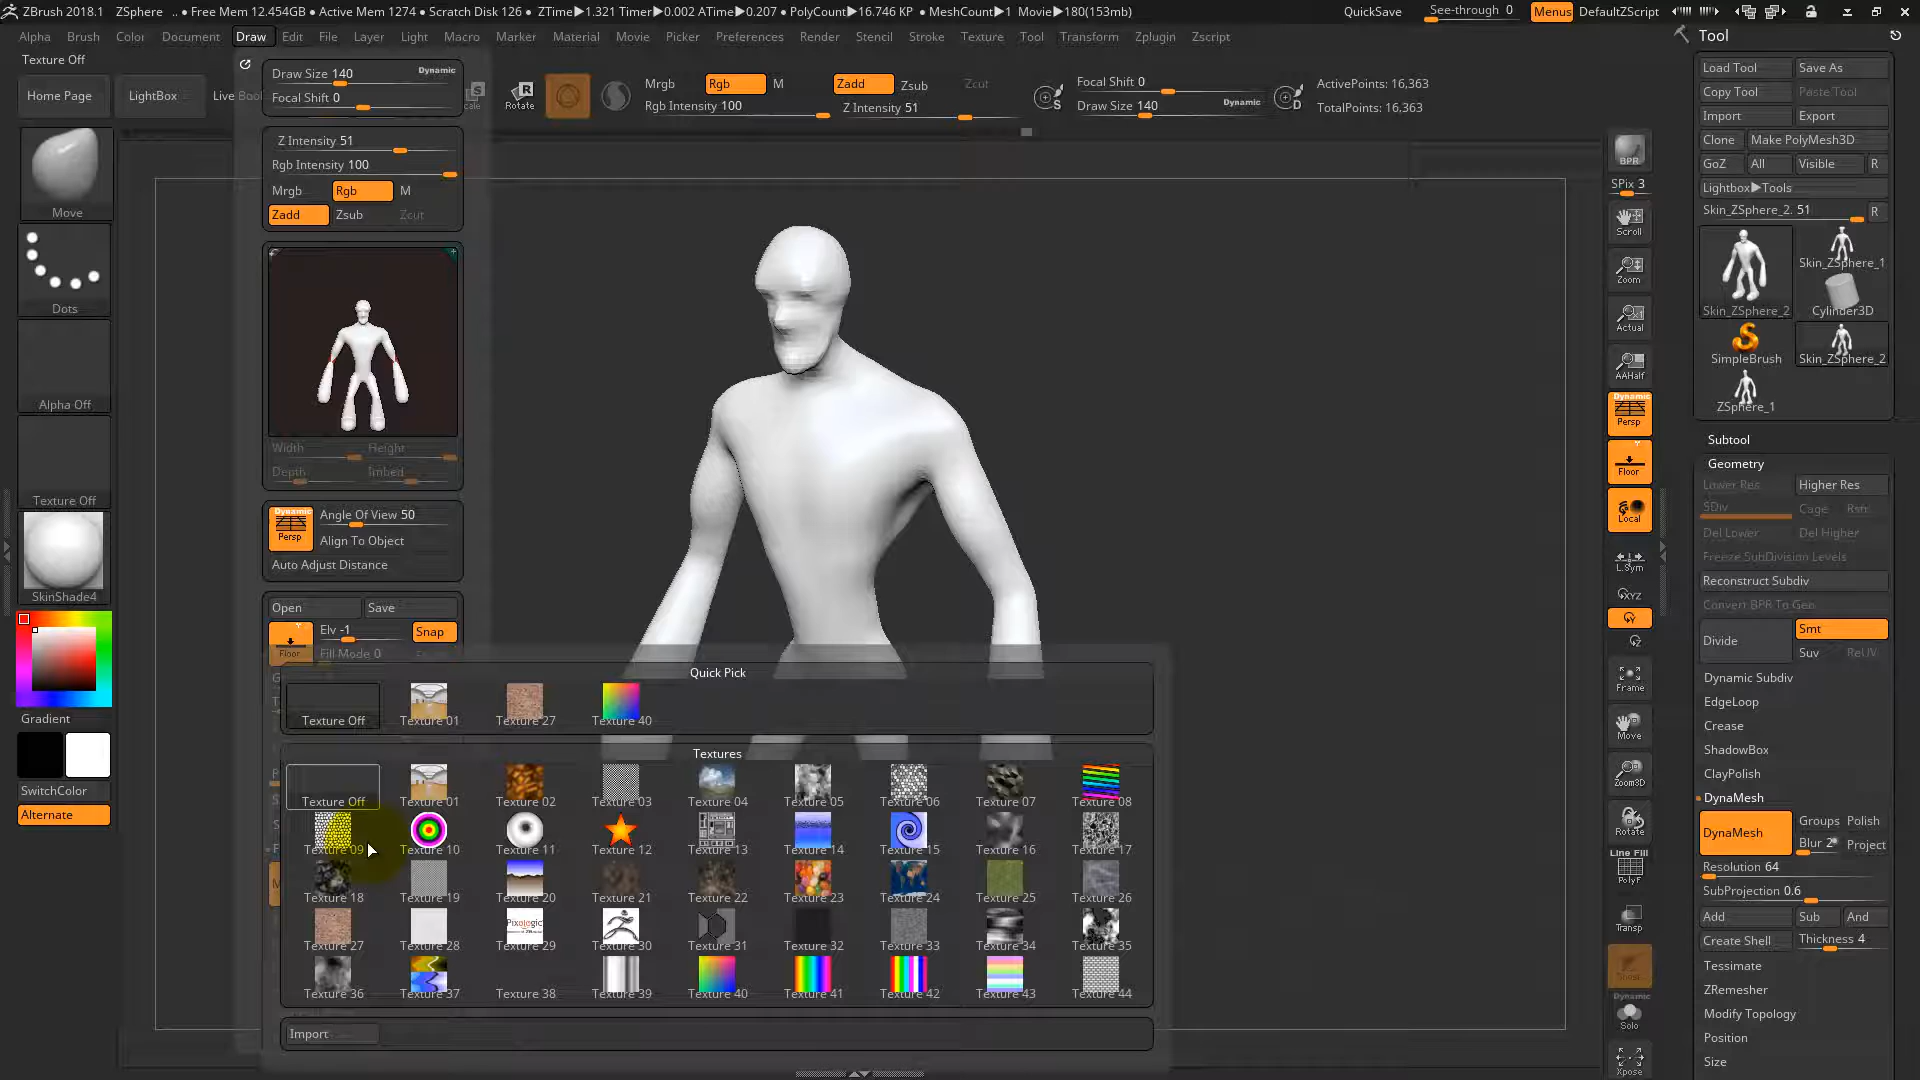 ZBrush 2018.1 ZSphere .. • Free Mem 12.454GB • Active Mem 1274 • Scratch Disk 126 • ZTime▶1.321 Timer▶0.002 ATime▶0.207 • PolyCount▶16.746 KP • MeshCount▶1 Movie▶180(153mb) QuickSave See-through 0 Menus DefaultZScript
Alpha Brush Color Document Draw Edit File Layer Light Macro Marker Material Movie Picker Preferences Render Stencil Stroke Texture Tool Transform Zplugin Zscript
Texture Off
Home Page LightBox Live
Draw Size 140 Dynamic
Focal Shift 0
Rotate
Mrgb Rgb M
Rgb Intensity 100
Zadd Zsub Zcut
Z Intensity 51
S
Focal Shift 0
Draw Size 140 Dynamic
D
ActivePoints: 16,363
TotalPoints: 16,363
Move
Dots
Alpha Off
Texture Off
SkinShade4
Gradient
SwitchColor
Alternate
Z Intensity 51
Rgb Intensity 100
Mrgb Rgb M
Zadd Zsub Zcut
Width Height
Depth Imbed
Dynamic
Persp
Angle Of View 50
Align To Object
Auto Adjust Distance
Open Save
Floor
Elv -1 Snap
Fill Mode 0
Quick Pick
Texture Off Texture 01 Texture 27 Texture 40
Textures
Texture Off Texture 01 Texture 02 Texture 03 Texture 04 Texture 05 Texture 06 Texture 07 Texture 08
Texture 09 Texture 10 Texture 11 Texture 12 Texture 13 Texture 14 Texture 15 Texture 16 Texture 17
Texture 18 Texture 19 Texture 20 Texture 21 Texture 22 Texture 23 Texture 24 Texture 25 Texture 26
Pixologic
Texture 27 Texture 28 Texture 29 Texture 30 Texture 31 Texture 32 Texture 33 Texture 34 Texture 35
Texture 36 Texture 37 Texture 38 Texture 39 Texture 40 Texture 41 Texture 42 Texture 43 Texture 44
Import
BPR
SPix 3
Scroll
Zoom
Actual
AAHalf
Dynamic
Persp
Floor
Local
L.Sym
XYZ
Y
Frame
Move
Zoom3D
Rotate
Line Fill
PolyF
Transp
Dynamic
Solo
Xpose
Tool
Load Tool Save As
Copy Tool Paste Tool
Import Export
Clone Make PolyMesh3D
GoZ All Visible R
Lightbox▶Tools
Skin_ZSphere_2. 51 R
Skin_ZSphere_2 Skin_ZSphere_1
Cylinder3D
SimpleBrush Skin_ZSphere_2
ZSphere_1
Subtool
Geometry
Lower Res Higher Res
SDiv Cage Rstr
Del Lower Del Higher
Freeze SubDivision Levels
Reconstruct Subdiv
Convert BPR To Geo
Divide Smt
Suv ReUV
Dynamic Subdiv
EdgeLoop
Crease
ShadowBox
ClayPolish
DynaMesh
DynaMesh Groups Polish
Blur 2 Project
Resolution 64
SubProjection 0.6
Add Sub And
Create Shell Thickness 4
Tessimate
ZRemesher
Modify Topology
Position
Size